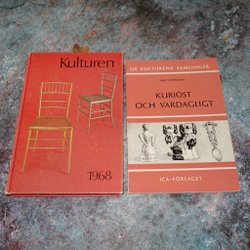 Kulturen
1968
UR KULTURENS SAMLINGAR
KURIÖST
OCH VARDAGLIGT
ICA-FÖRLAGET